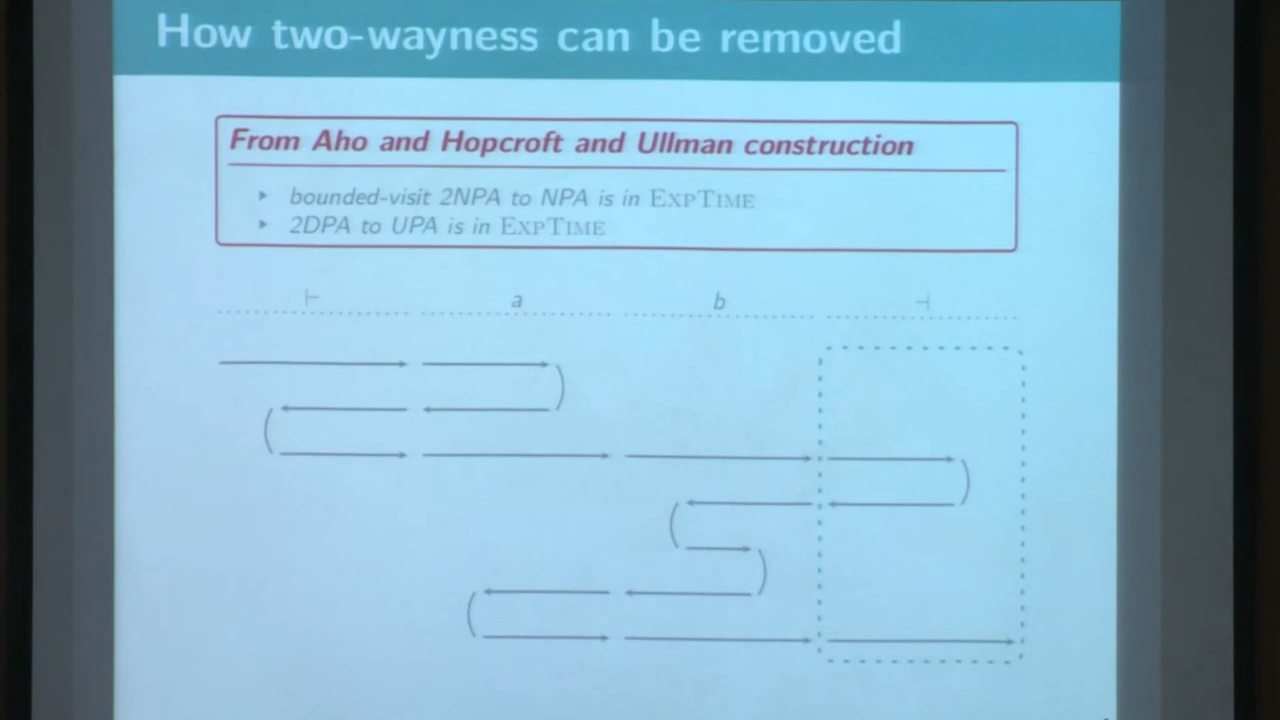 How two-wayness can be removed
From Aho and Hopcroft and Ullman construction
▸ bounded-visit 2NPA to NPA is in EXPTIME
▸ 2DPA to UPA is in EXPTIME
⊢ a b ⊣